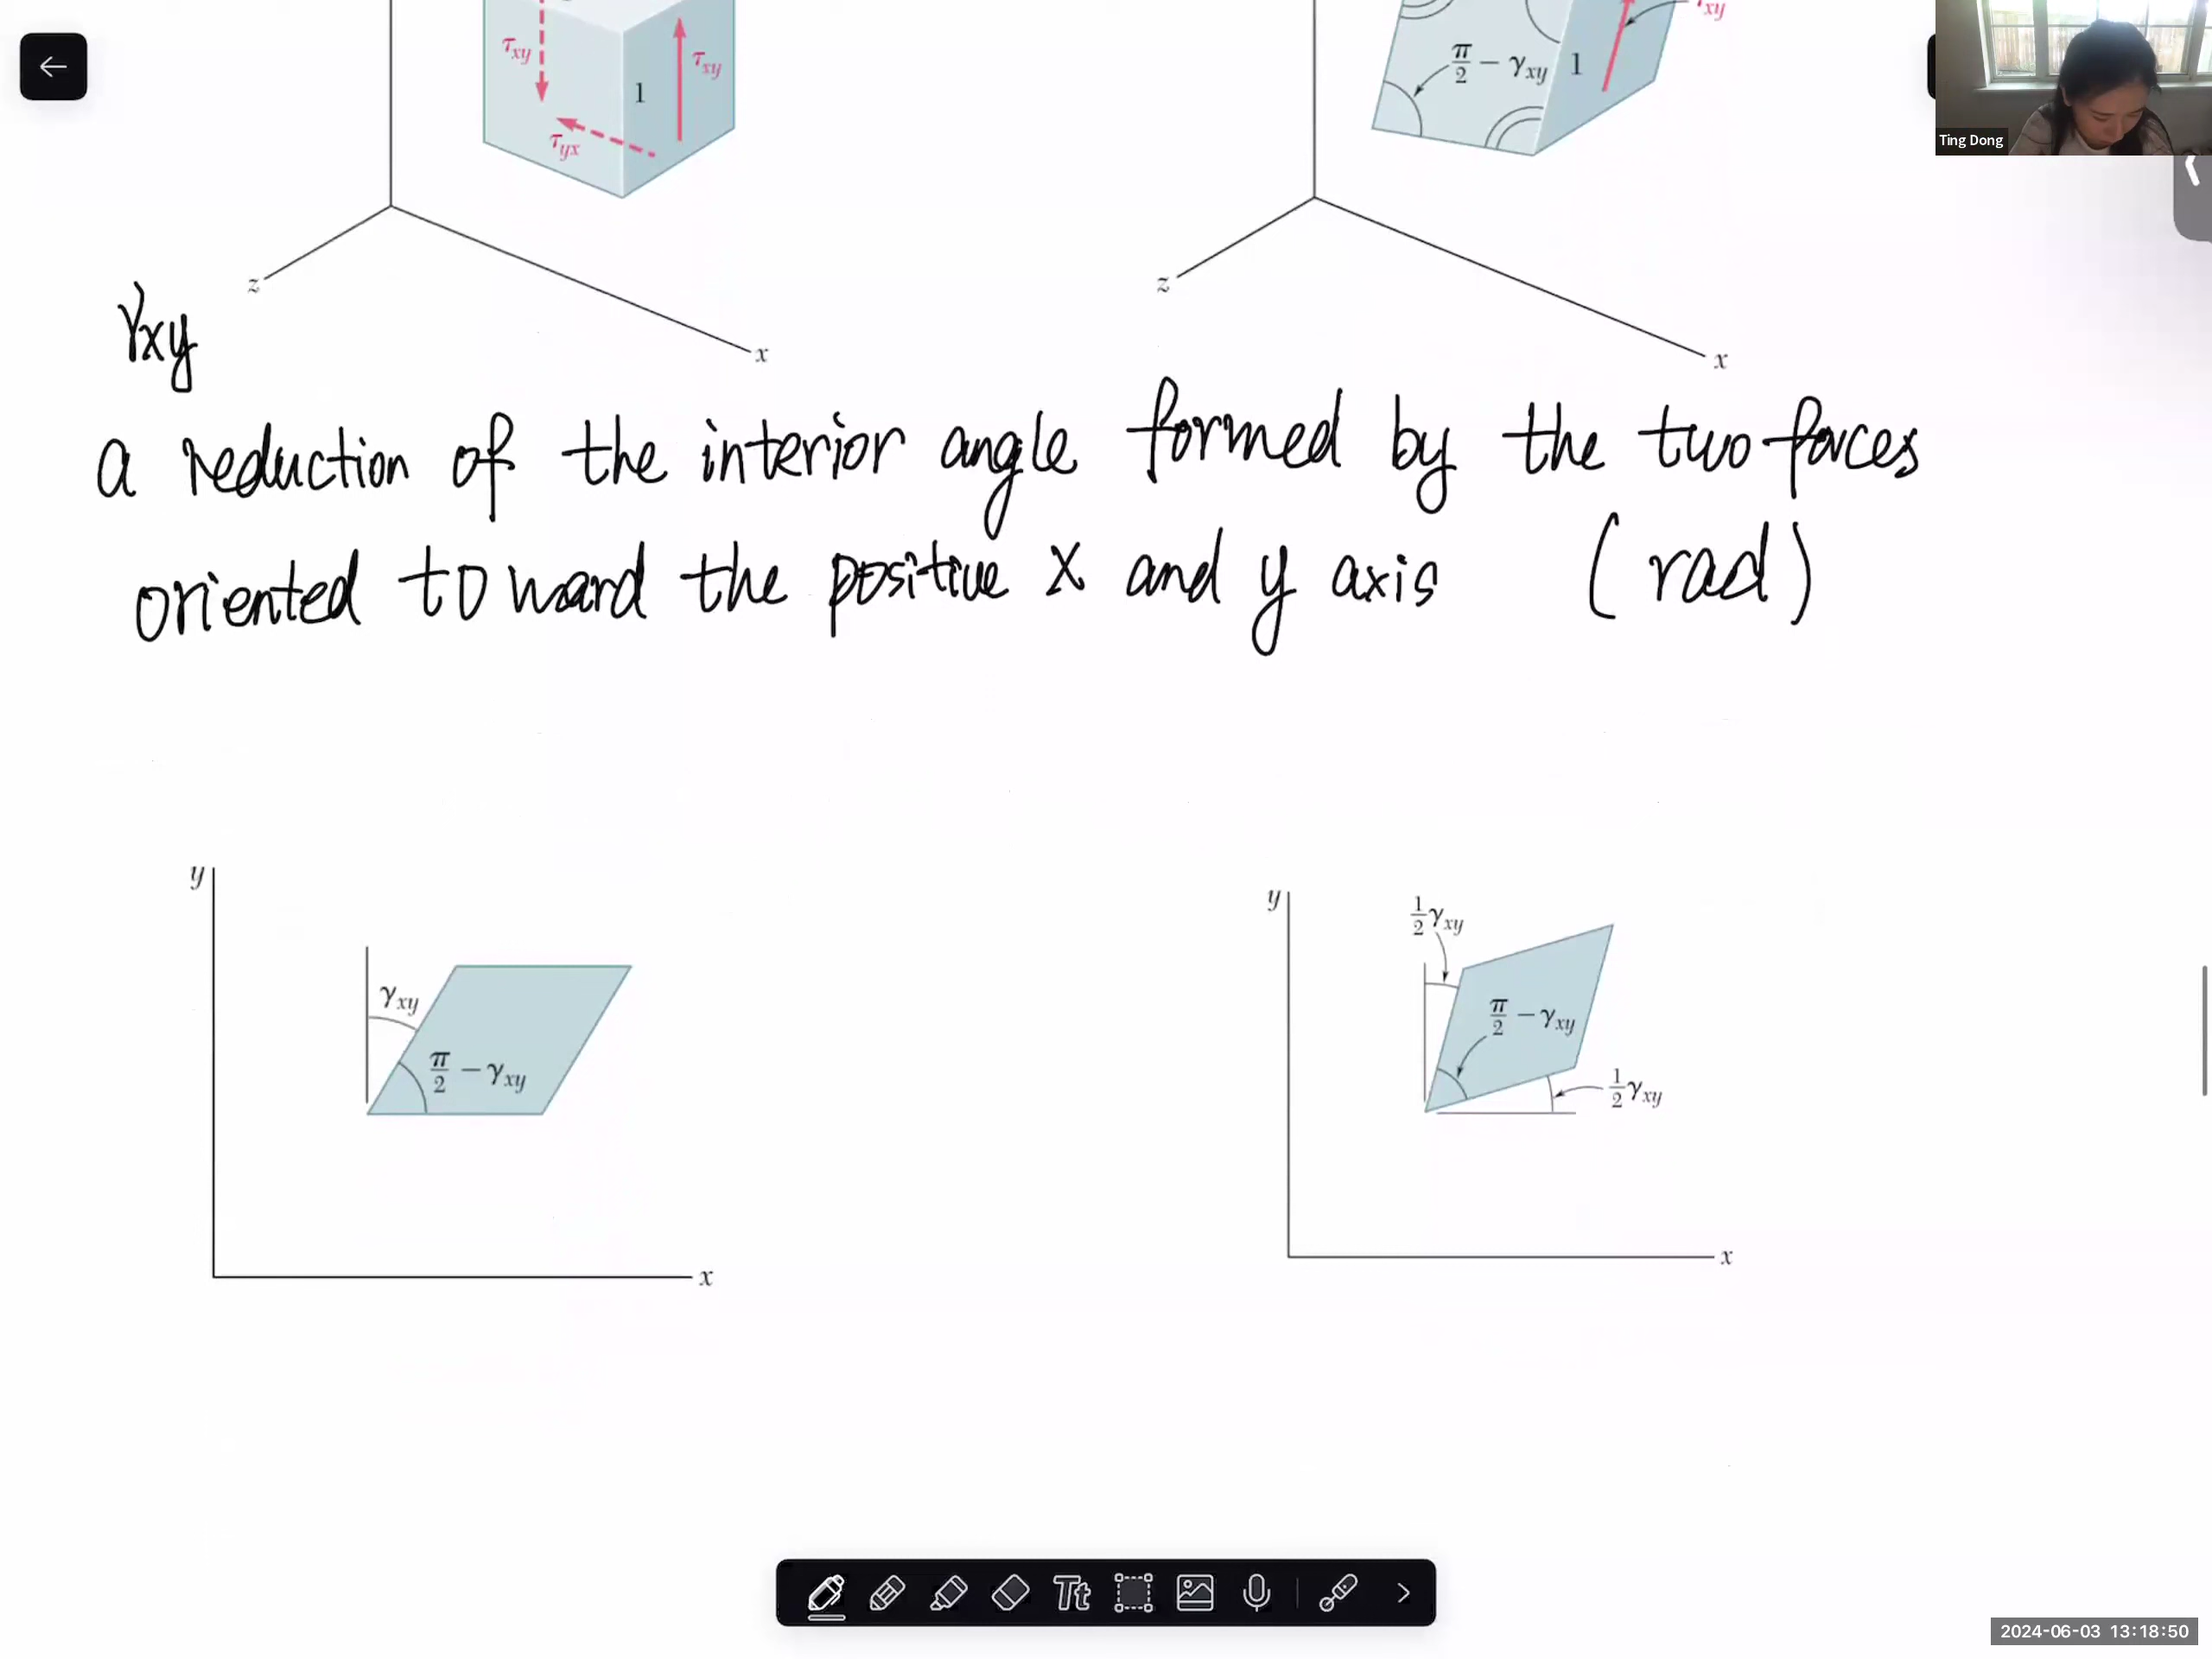 τxy
τxy
1
τyx
z
x
τxy
π/2 − γxy
1
z
x
Ting Dong
γxy
a reduction of the interior angle formed by the two forces
oriented toward the positive x and y axis (rad)
y
γxy
π/2 − γxy
x
y
1/2 γxy
π/2 − γxy
1/2 γxy
x
Tt
2024-06-03 13:18:50